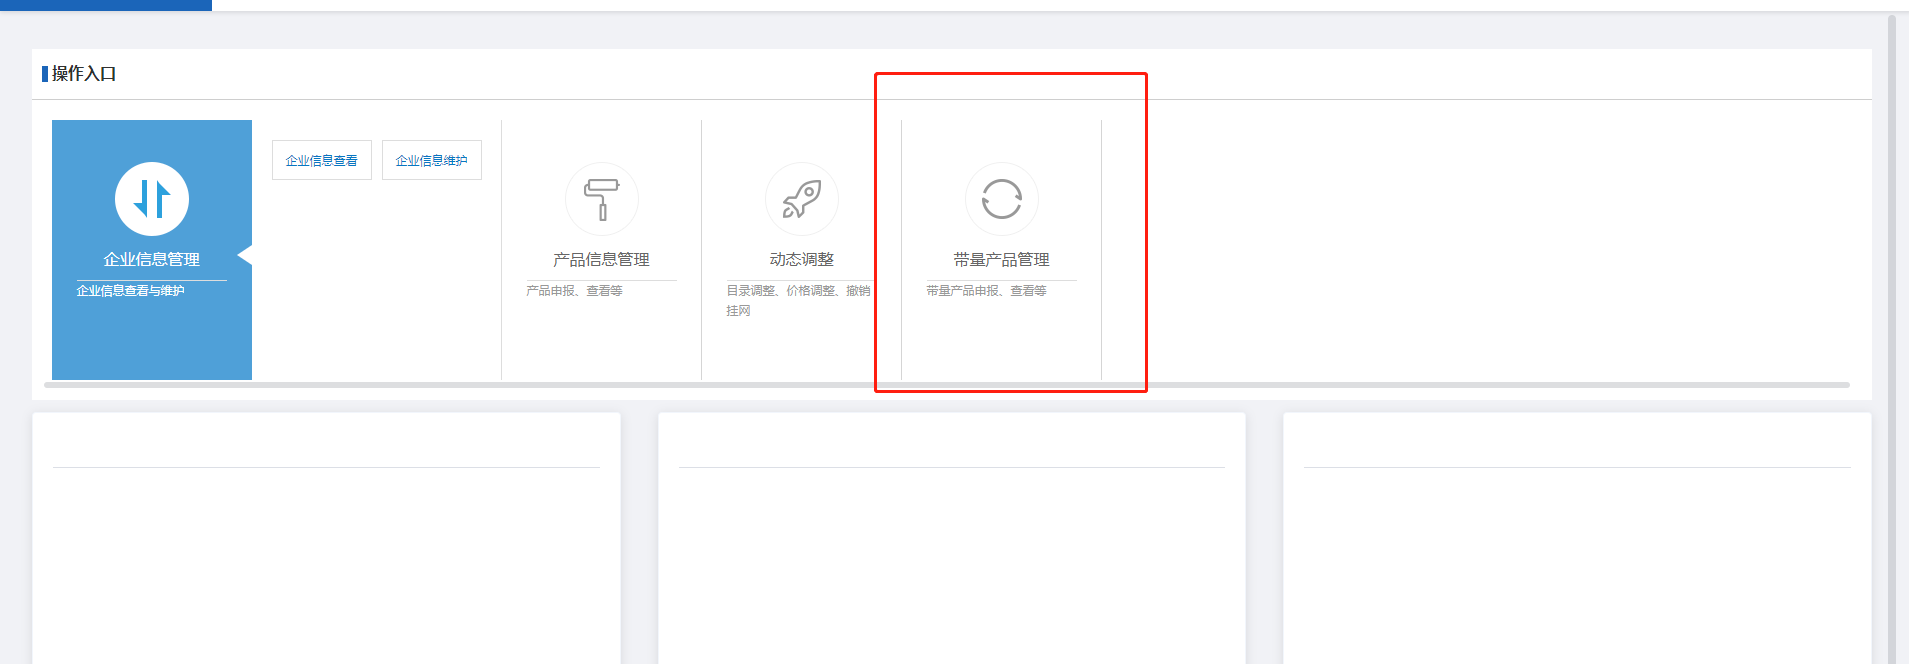 操作入口
企业信息管理
企业信息查看与维护
企业信息查看
企业信息维护
产品信息管理
产品申报、查看等
动态调整
目录调整、价格调整、撤销
挂网
带量产品管理
带量产品申报、查看等